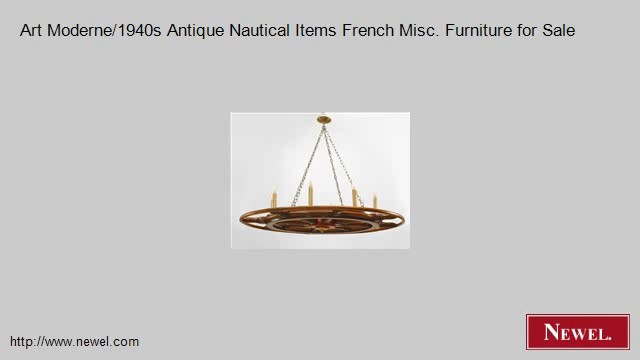 Art Moderne/1940s Antique Nautical Items French Misc. Furniture for Sale
http://www.newel.com
NEWEL.